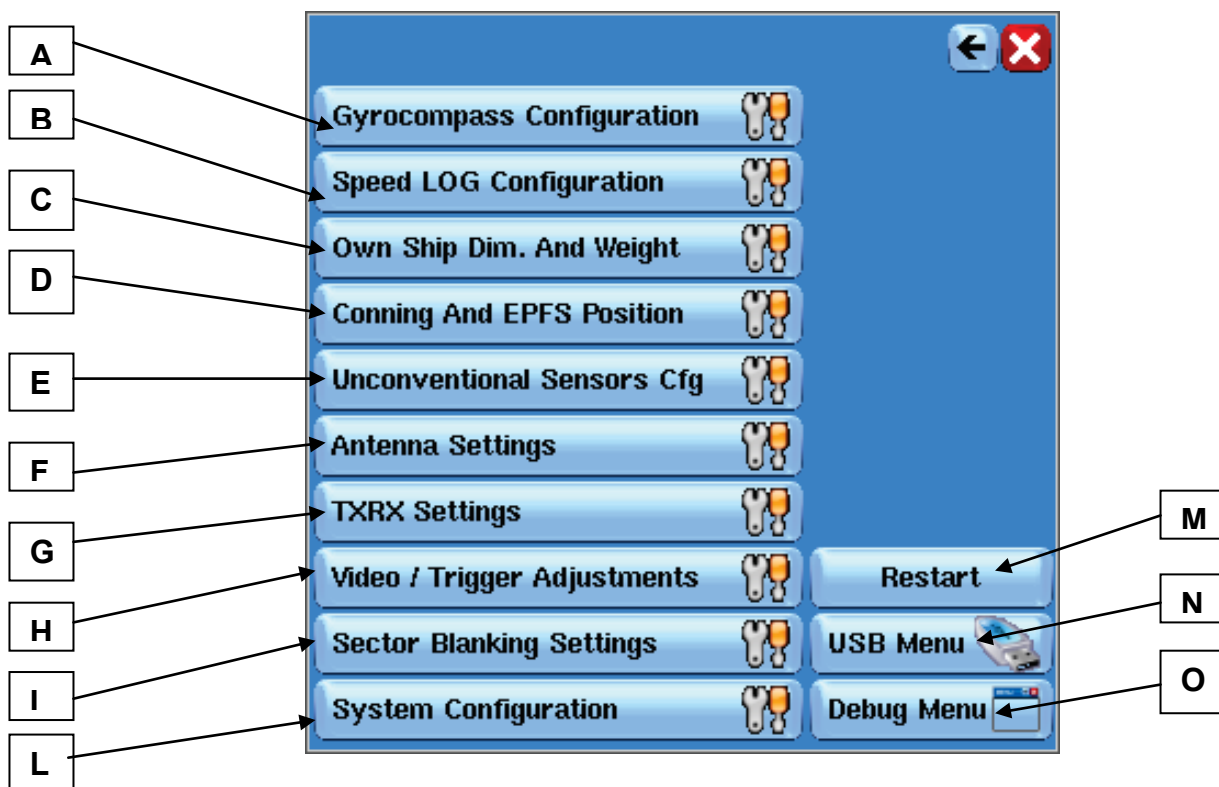 A
Gyrocompass Configuration
B
Speed LOG Configuration
C
Own Ship Dim. And Weight
D
Conning And EPFS Position
E
Unconventional Sensors Cfg
F
Antenna Settings
G
TXRX Settings
H
Video / Trigger Adjustments
Restart
M
I
Sector Blanking Settings
USB Menu
N
L
System Configuration
Debug Menu
O